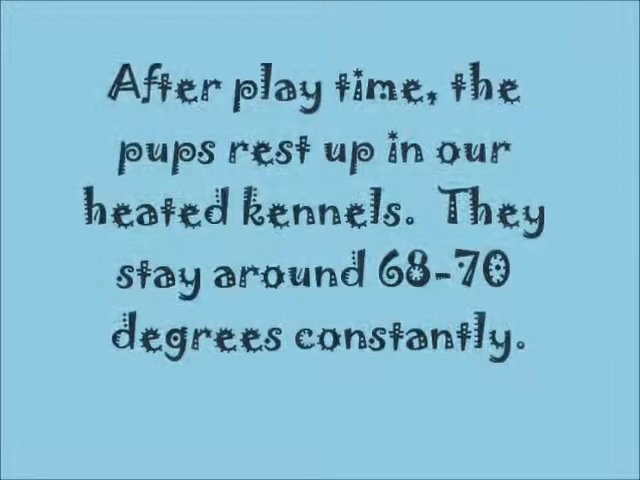 After play time, the
pups rest up in our
heated kennels.  They
stay around 68-70
degrees constantly.